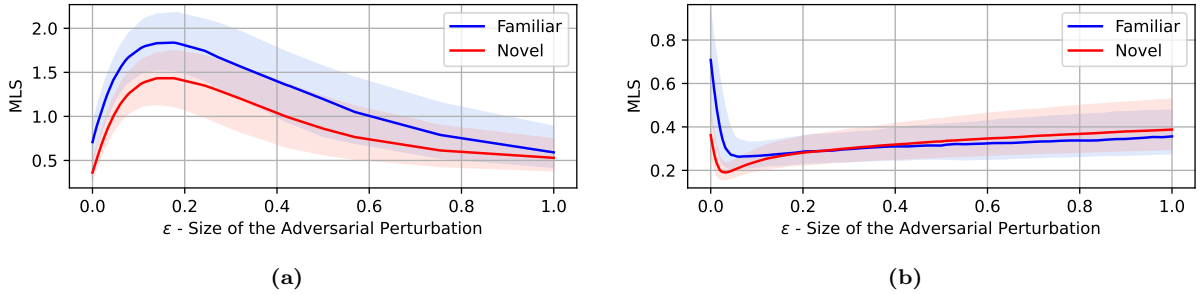 2.0
1.5
1.0
0.5
MLS
0.0 0.2 0.4 0.6 0.8 1.0
ε - Size of the Adversarial Perturbation
Familiar
Novel
(a)
0.8
0.6
0.4
0.2
MLS
0.0 0.2 0.4 0.6 0.8 1.0
ε - Size of the Adversarial Perturbation
Familiar
Novel
(b)